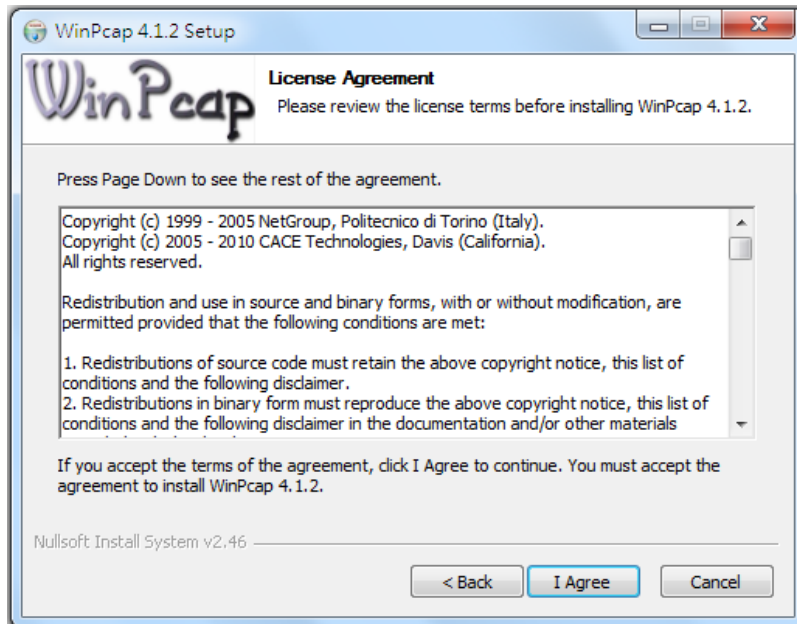 WinPcap 4.1.2 Setup
WinPcap
License Agreement
Please review the license terms before installing WinPcap 4.1.2.
Press Page Down to see the rest of the agreement.
Copyright (c) 1999 - 2005 NetGroup, Politecnico di Torino (Italy).
Copyright (c) 2005 - 2010 CACE Technologies, Davis (California).
All rights reserved.
Redistribution and use in source and binary forms, with or without modification, are
permitted provided that the following conditions are met:
1. Redistributions of source code must retain the above copyright notice, this list of
conditions and the following disclaimer.
2. Redistributions in binary form must reproduce the above copyright notice, this list of
conditions and the following disclaimer in the documentation and/or other materials
If you accept the terms of the agreement, click I Agree to continue. You must accept the
agreement to install WinPcap 4.1.2.
Nullsoft Install System v2.46
< Back
I Agree
Cancel